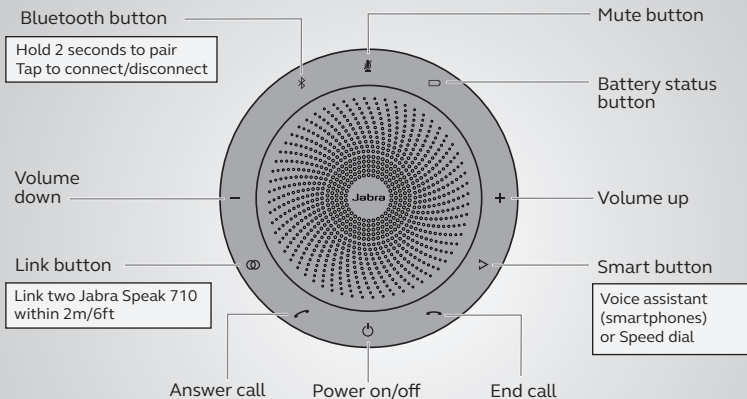 Bluetooth button
Hold 2 seconds to pair
Tap to connect/disconnect
Mute button
Battery status
button
Volume
down
Jabra
Volume up
Link button
Link two Jabra Speak 710
within 2m/6ft
Smart button
Voice assistant
(smartphones)
or Speed dial
Answer call
Power on/off
End call